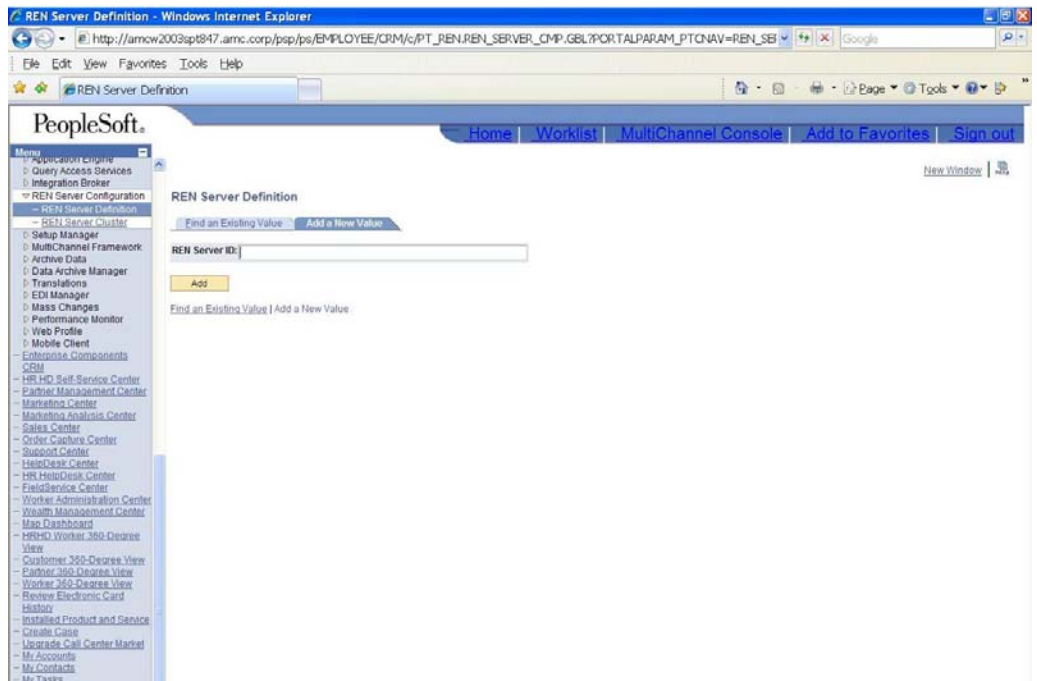 REN Server Definition - Windows Internet Explorer
http://amcw2003spt847.amc.corp/psp/ps/EMPLOYEE/CRM/c/PT_REN.REN_SERVER_CMP.GBL?PORTALPARAM_PTCNAV=REN_SE
Google
File Edit View Favorites Tools Help
REN Server Definition
Page Tools
PeopleSoft.
Home | Worklist | MultiChannel Console | Add to Favorites | Sign out
Menu
Application Engine
Query Access Services
Integration Broker
REN Server Configuration
– REN Server Definition
– REN Server Cluster
Setup Manager
MultiChannel Framework
Archive Data
Data Archive Manager
Translations
EDI Manager
Mass Changes
Performance Monitor
Web Profile
Mobile Client
– Enterprise Components
CRM
– HR HD Self-Service Center
– Partner Management Center
– Marketing Center
– Marketing Analysis Center
– Sales Center
– Order Capture Center
– Support Center
– HelpDesk Center
– HR HelpDesk Center
– FieldService Center
– Worker Administration Center
– Wealth Management Center
– Map Dashboard
– HRHD Worker 360-Degree
View
– Customer 360-Degree View
– Partner 360-Degree View
– Worker 360-Degree View
– Review Electronic Card
History
– Installed Product and Service
– Create Case
– Upgrade Call Center Market
– My Accounts
– My Contacts
– My Tasks
New Window
REN Server Definition
Find an Existing Value Add a New Value
REN Server ID:
Add
Find an Existing Value | Add a New Value